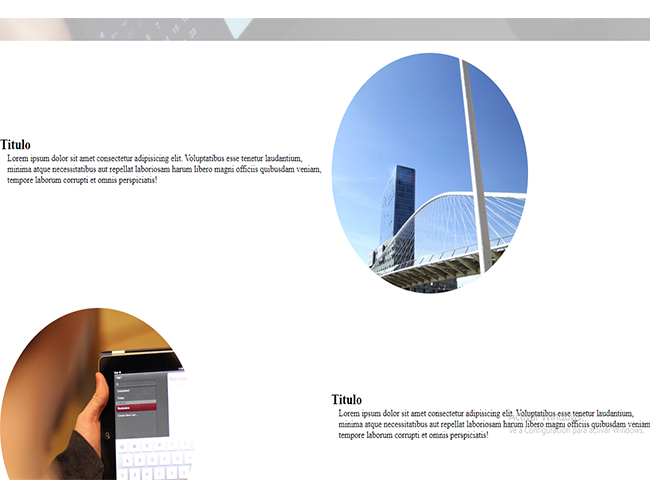 Titulo
Lorem ipsum dolor sit amet consectetur adipisicing elit. Voluptatibus esse tenetur laudantium,
minima atque necessitatibus aut repellat laboriosam harum libero magni officiis quibusdam veniam,
tempore laborum corrupti et omnis perspiciatis!
Titulo
Lorem ipsum dolor sit amet consectetur adipisicing elit. Voluptatibus esse tenetur laudantium,
minima atque necessitatibus aut repellat laboriosam harum libero magni officiis quibusdam veniam,
tempore laborum corrupti et omnis perspiciatis!
Activar Windows
Ve a Configuración para activar Windows.